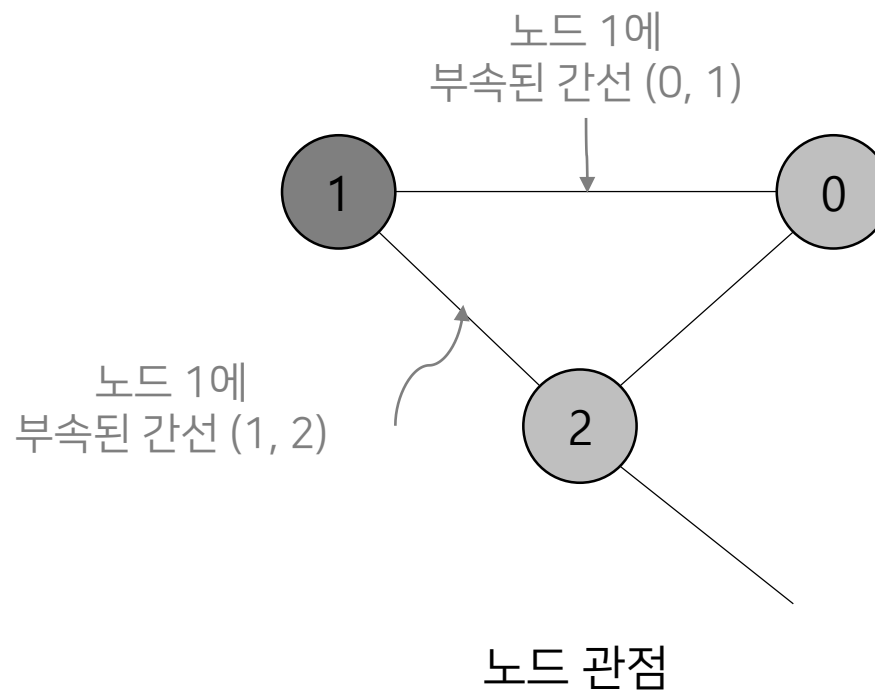 노드 1에
부속된 간선 (0, 1)
1
0
노드 1에
부속된 간선 (1, 2)
2
노드 관점